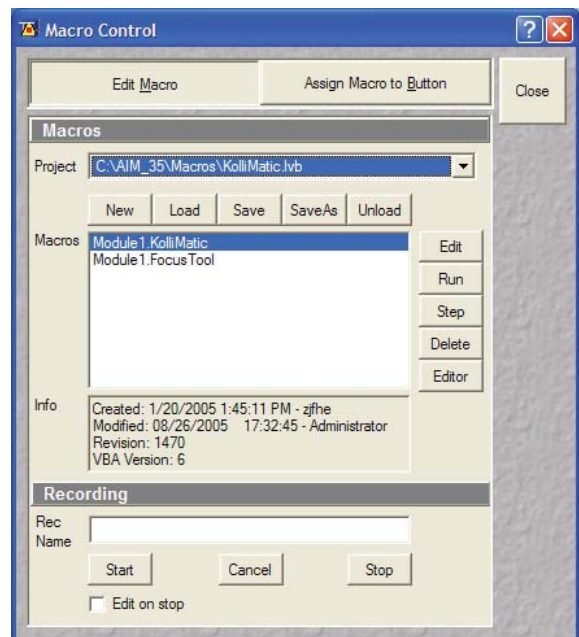 Macro Control
Edit Macro
Assign Macro to Button
Close
Macros
Project C:\AIM_35\Macros\KolliMatic.lvb
New Load Save SaveAs Unload
Macros Module1.KolliMatic
Module1.FocusTool
Edit
Run
Step
Delete
Editor
Info Created: 1/20/2005 1:45:11 PM - zjfhe
Modified: 08/26/2005 17:32:45 - Administrator
Revision: 1470
VBA Version: 6
Recording
Rec
Name
Start Cancel Stop
Edit on stop